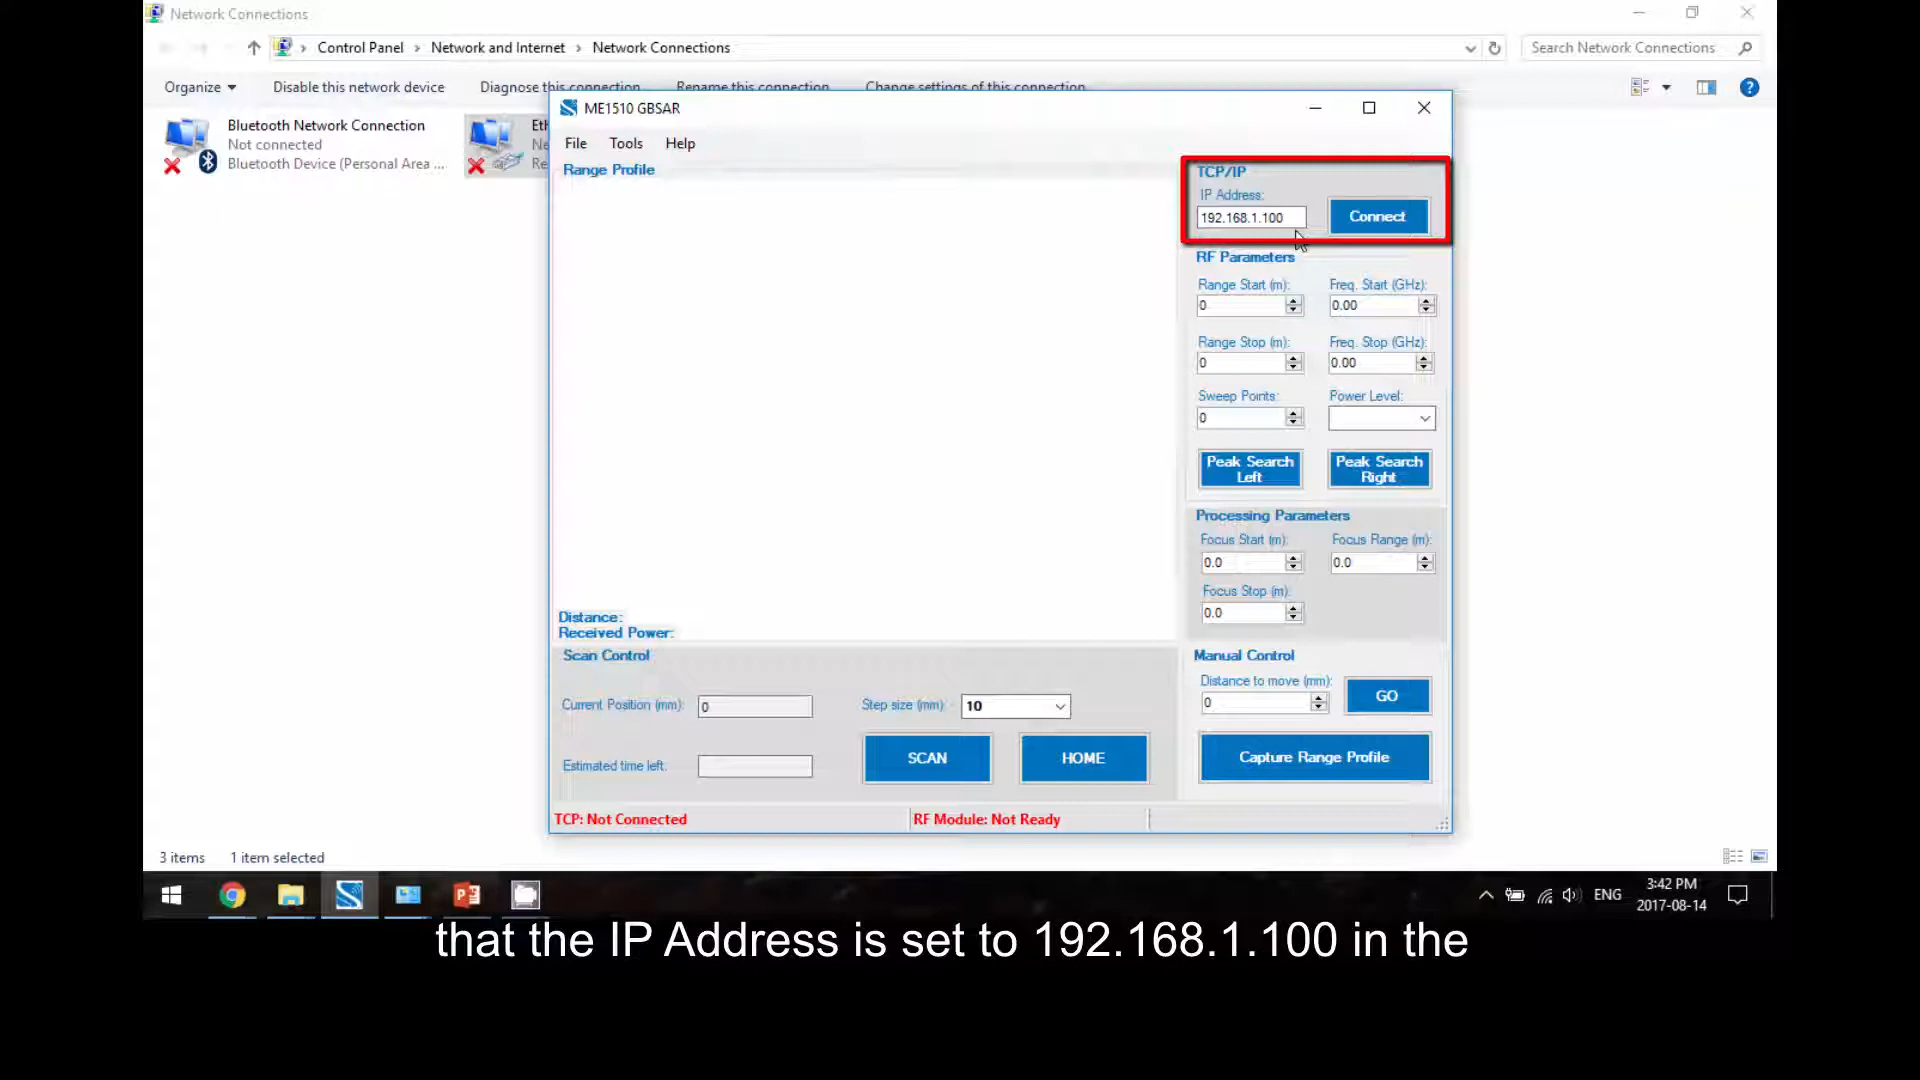 Network Connections
Control Panel > Network and Internet > Network Connections
Search Network Connections
Organize
Disable this network device
Diagnose this connection
Rename this connection
Change settings of this connection
Bluetooth Network Connection
Not connected
Bluetooth Device (Personal Area ...
Eth
Ne
Re
ME1510 GBSAR
File
Tools
Help
Range Profile
TCP/IP
IP Address:
192.168.1.100
Connect
RF Parameters
Range Start (m):
Freq. Start (GHz):
0
0.00
Range Stop (m):
Freq. Stop (GHz):
0
0.00
Sweep Points:
Power Level:
0
Peak Search Left
Peak Search Right
Processing Parameters
Focus Start (m):
Focus Range (m):
0.0
0.0
Focus Stop (m):
0.0
Distance:
Received Power:
Scan Control
Current Position (mm):
0
Step size (mm):
10
Estimated time left:
SCAN
HOME
Manual Control
Distance to move (mm):
0
GO
Capture Range Profile
TCP: Not Connected
RF Module: Not Ready
3 items
1 item selected
ENG
3:42 PM
2017-08-14
that the IP Address is set to 192.168.1.100 in the